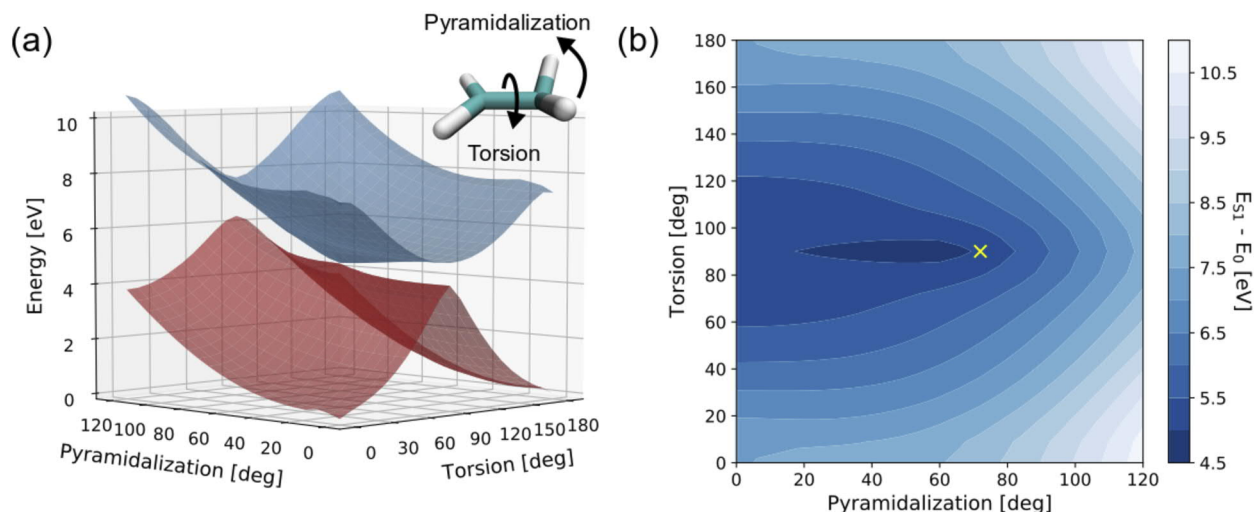 (a)
Pyramidalization
Torsion
Energy [eV]
10
8
6
4
2
0
120 100 80 60 40 20 0
Pyramidalization [deg]
0 30 60 90 120 150 180
Torsion [deg]
(b)
180
160
140
120
100
80
60
40
20
0
Torsion [deg]
0 20 40 60 80 100 120
Pyramidalization [deg]
10.5
9.5
8.5
7.5
6.5
5.5
4.5
E_S1 - E_0 [eV]